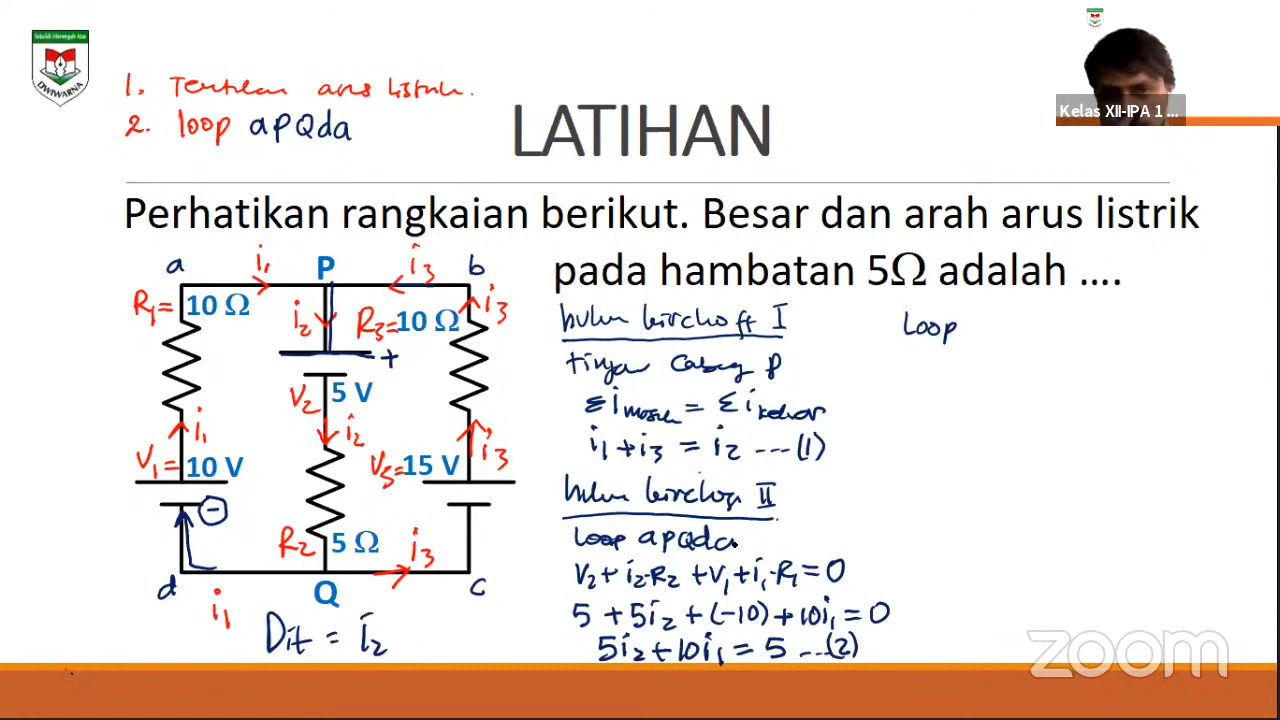 DWIWARNA
1. Tentukan arus listrik.
2. loop aPQda
LATIHAN
Kelas XII-IPA 1 ...
Perhatikan rangkaian berikut. Besar dan arah arus listrik
pada hambatan 5Ω adalah ....
a i₁ P i₃ b
R₁= 10 Ω i₂ R₃= 10 Ω i₃
+
V₂ 5 V
i₁ i₂ i₃
V₁= 10 V V₃= 15 V
-
R₂ 5 Ω i₃
d Q c
i₁
Dit = i₂
hukum kirchoff I
tinjau cabang P
Σ i masuk = Σ i keluar
i₁ + i₃ = i₂ ---(1)
hukum kirchoff II
loop aPQda
V₂ + i₂·R₂ + V₁ + i₁·R₁ = 0
5 + 5i₂ + (-10) + 10i₁ = 0
5i₂ + 10i₁ = 5 ---(2)
Loop
zoom